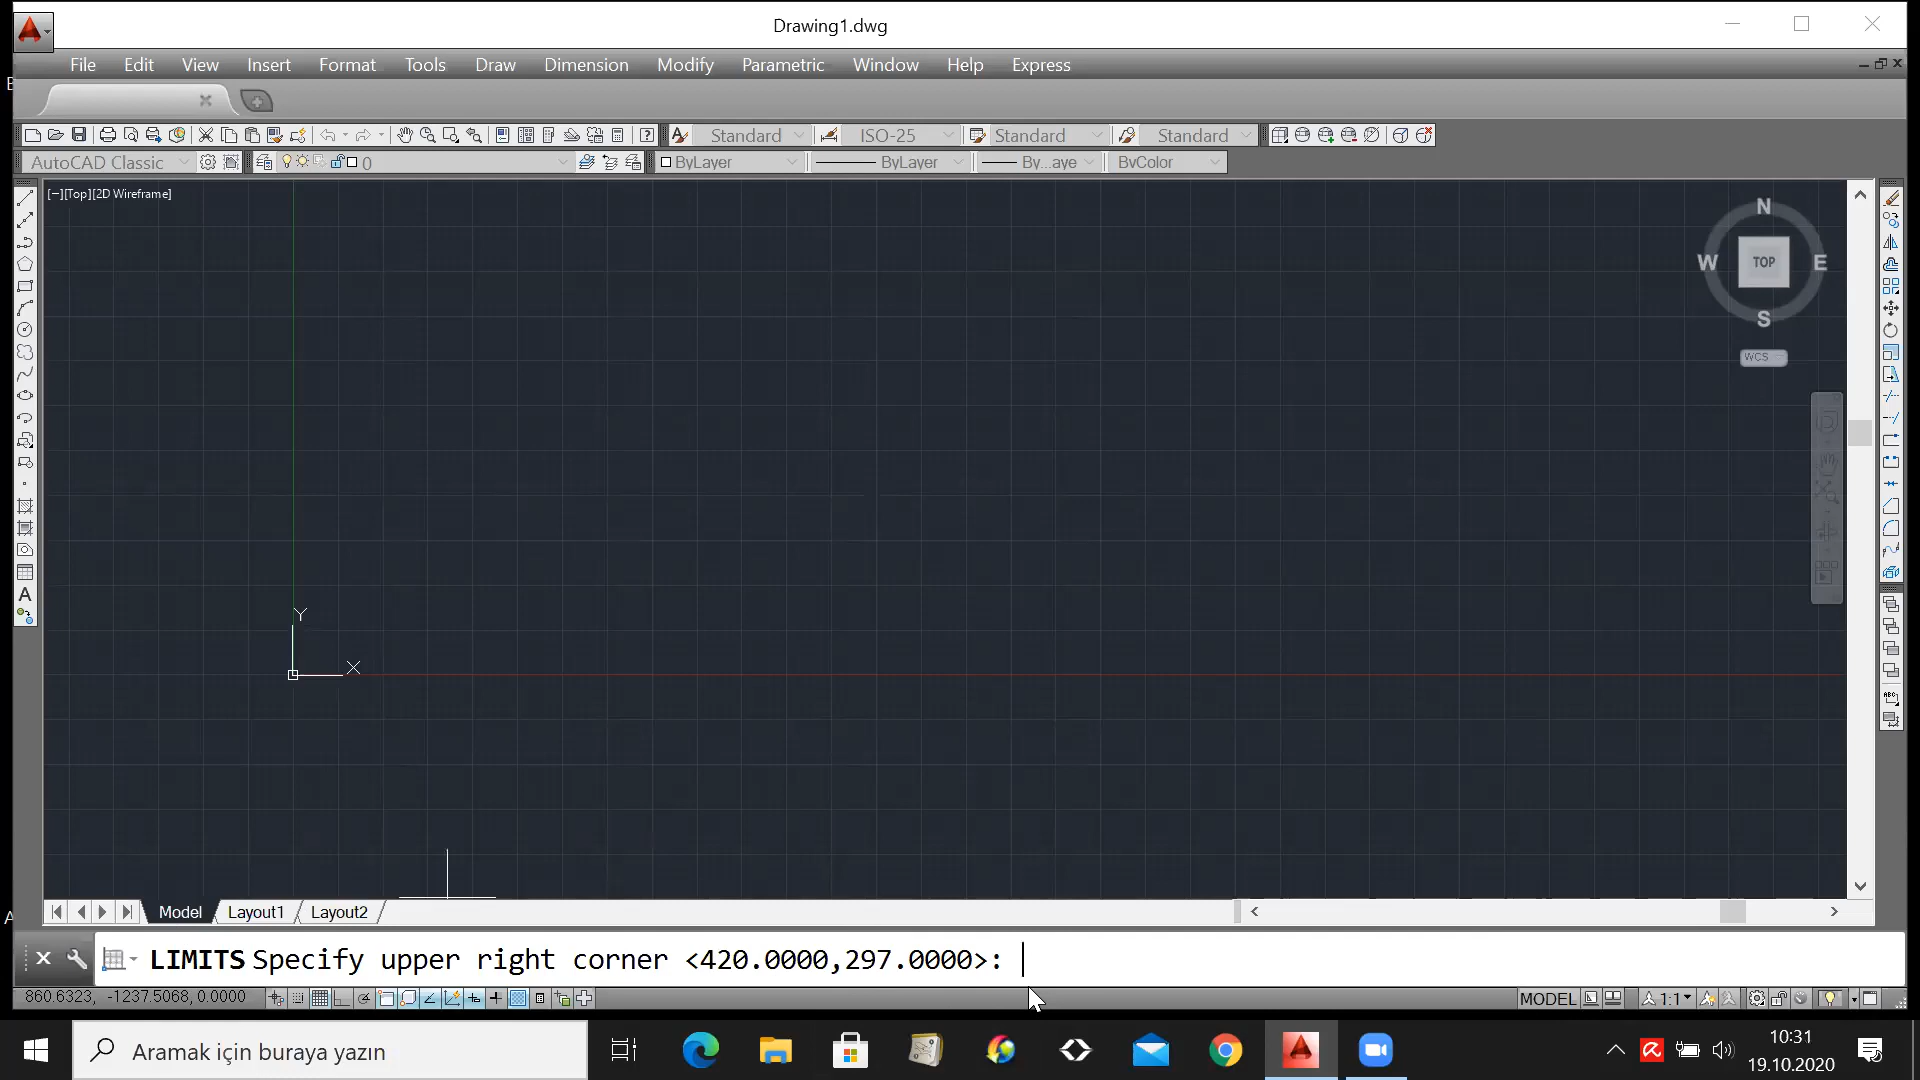 Drawing1.dwg
File Edit View Insert Format Tools Draw Dimension Modify Parametric Window Help Express
Standard ISO-25 Standard Standard
AutoCAD Classic 0 ByLayer ByLayer By...aye ByColor
[−][Top][2D Wireframe]
N
W TOP E
S
WCS
Y
X
A
ABC
Model Layout1 Layout2
LIMITS Specify upper right corner <420.0000,297.0000>:
860.6323, -1237.5068, 0.0000 MODEL 1:1
Aramak için buraya yazın
10:31
19.10.2020